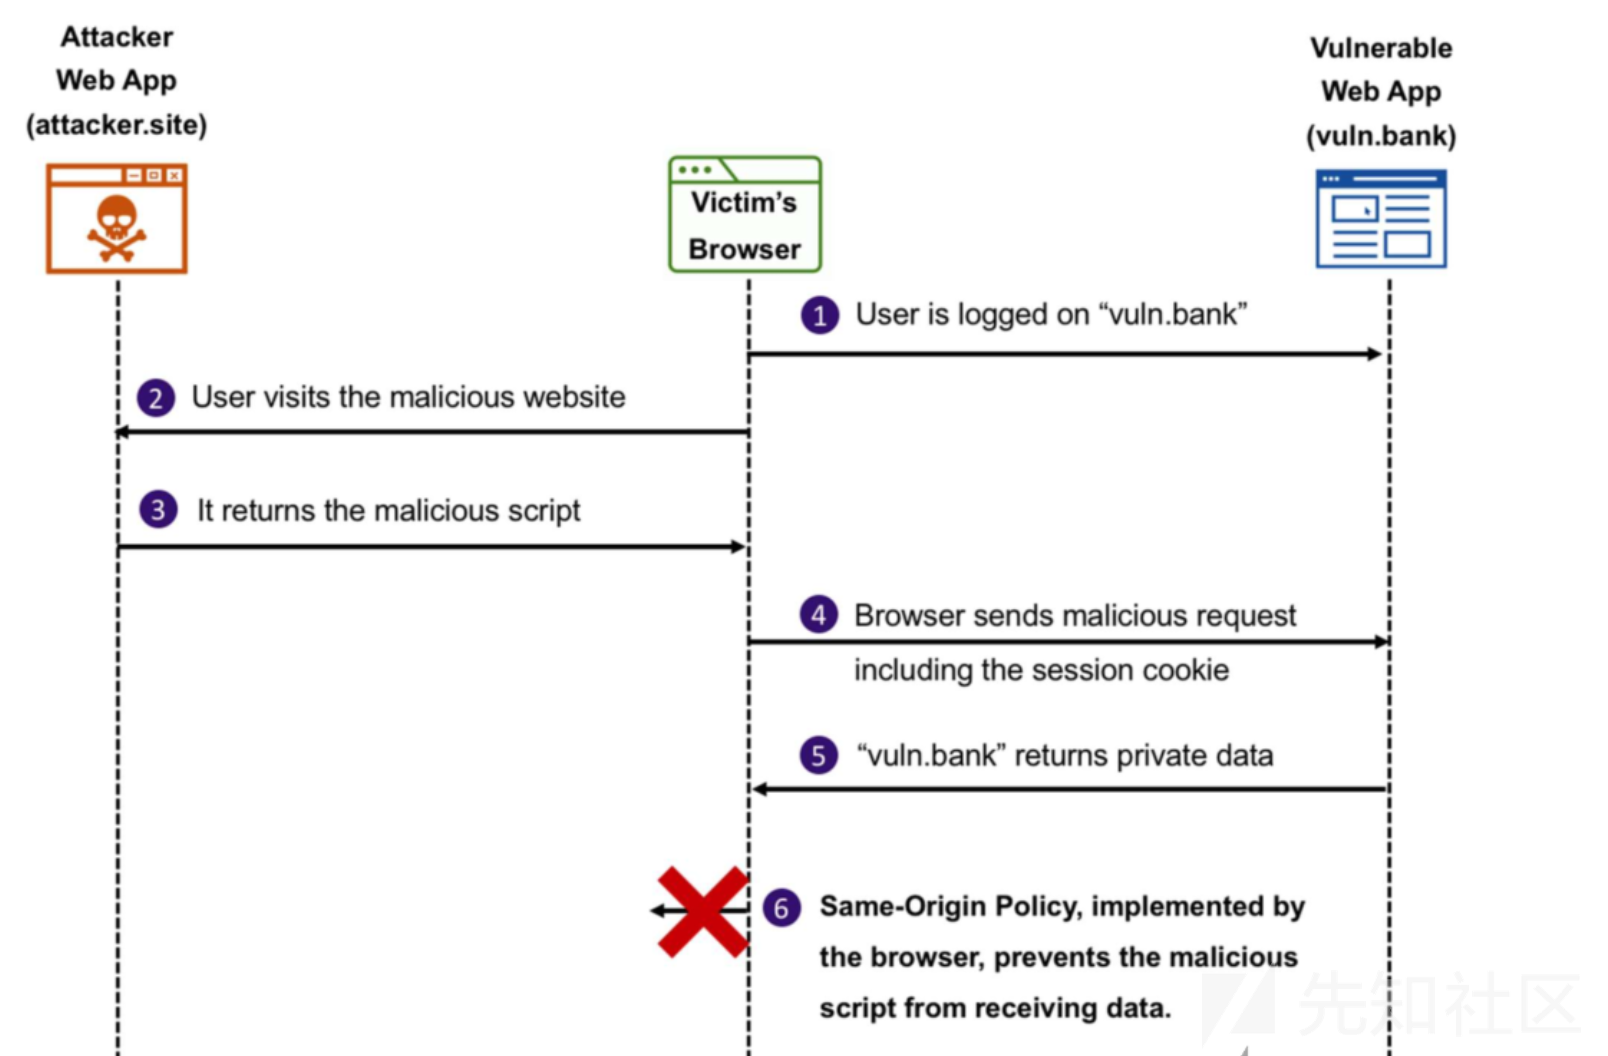 Attacker
Web App
(attacker.site)
Vulnerable
Web App
(vuln.bank)
Victim’s
Browser
1 User is logged on “vuln.bank”
2 User visits the malicious website
3 It returns the malicious script
4 Browser sends malicious request
including the session cookie
5 “vuln.bank” returns private data
6 Same-Origin Policy, implemented by
the browser, prevents the malicious
script from receiving data.
先知社区